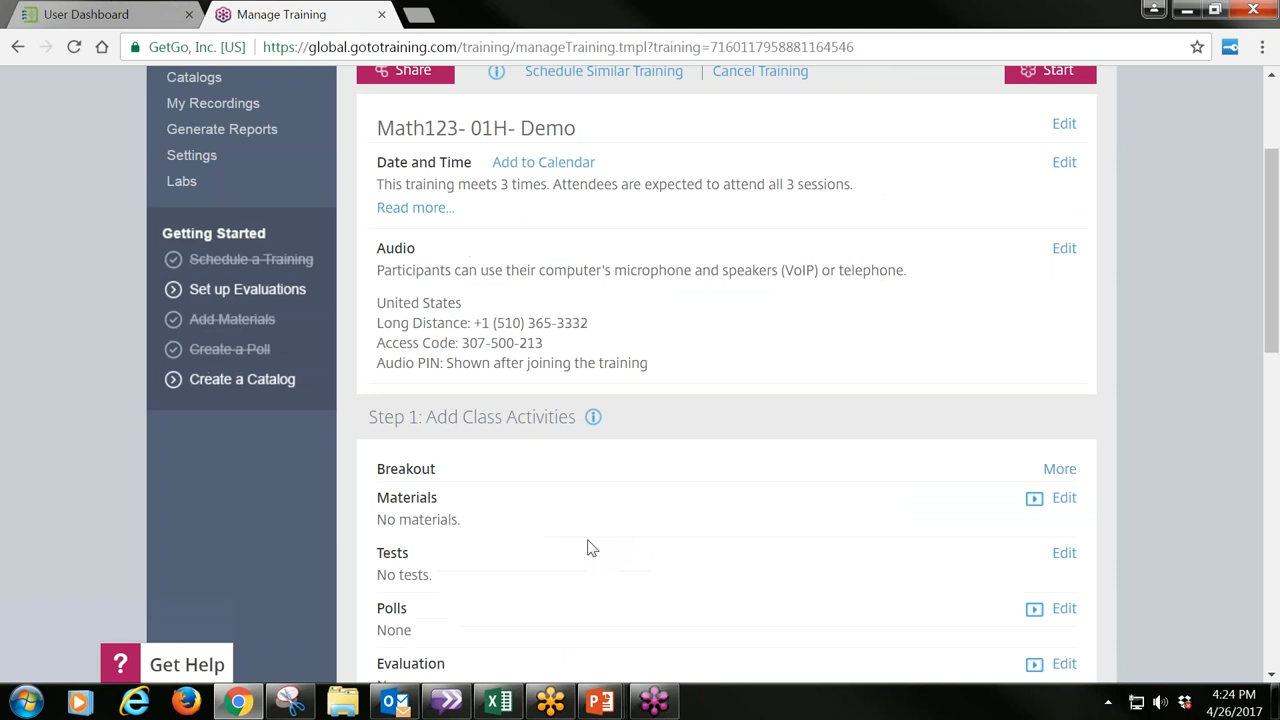 User Dashboard
Manage Training
GetGo, Inc. [US]
https://global.gototraining.com/training/manageTraining.tmpl?training=7160117958881164546
Catalogs
My Recordings
Generate Reports
Settings
Labs
Getting Started
Schedule a Training
Set up Evaluations
Add Materials
Create a Poll
Create a Catalog
Share
Schedule Similar Training
Cancel Training
Start
Math123- 01H- Demo
Edit
Date and Time
Add to Calendar
Edit
This training meets 3 times. Attendees are expected to attend all 3 sessions.
Read more...
Audio
Edit
Participants can use their computer's microphone and speakers (VoIP) or telephone.
United States
Long Distance: +1 (510) 365-3332
Access Code: 307-500-213
Audio PIN: Shown after joining the training
Step 1: Add Class Activities
Breakout
More
Materials
Edit
No materials.
Tests
Edit
No tests.
Polls
Edit
None
Evaluation
Edit
? Get Help
4:24 PM
4/26/2017